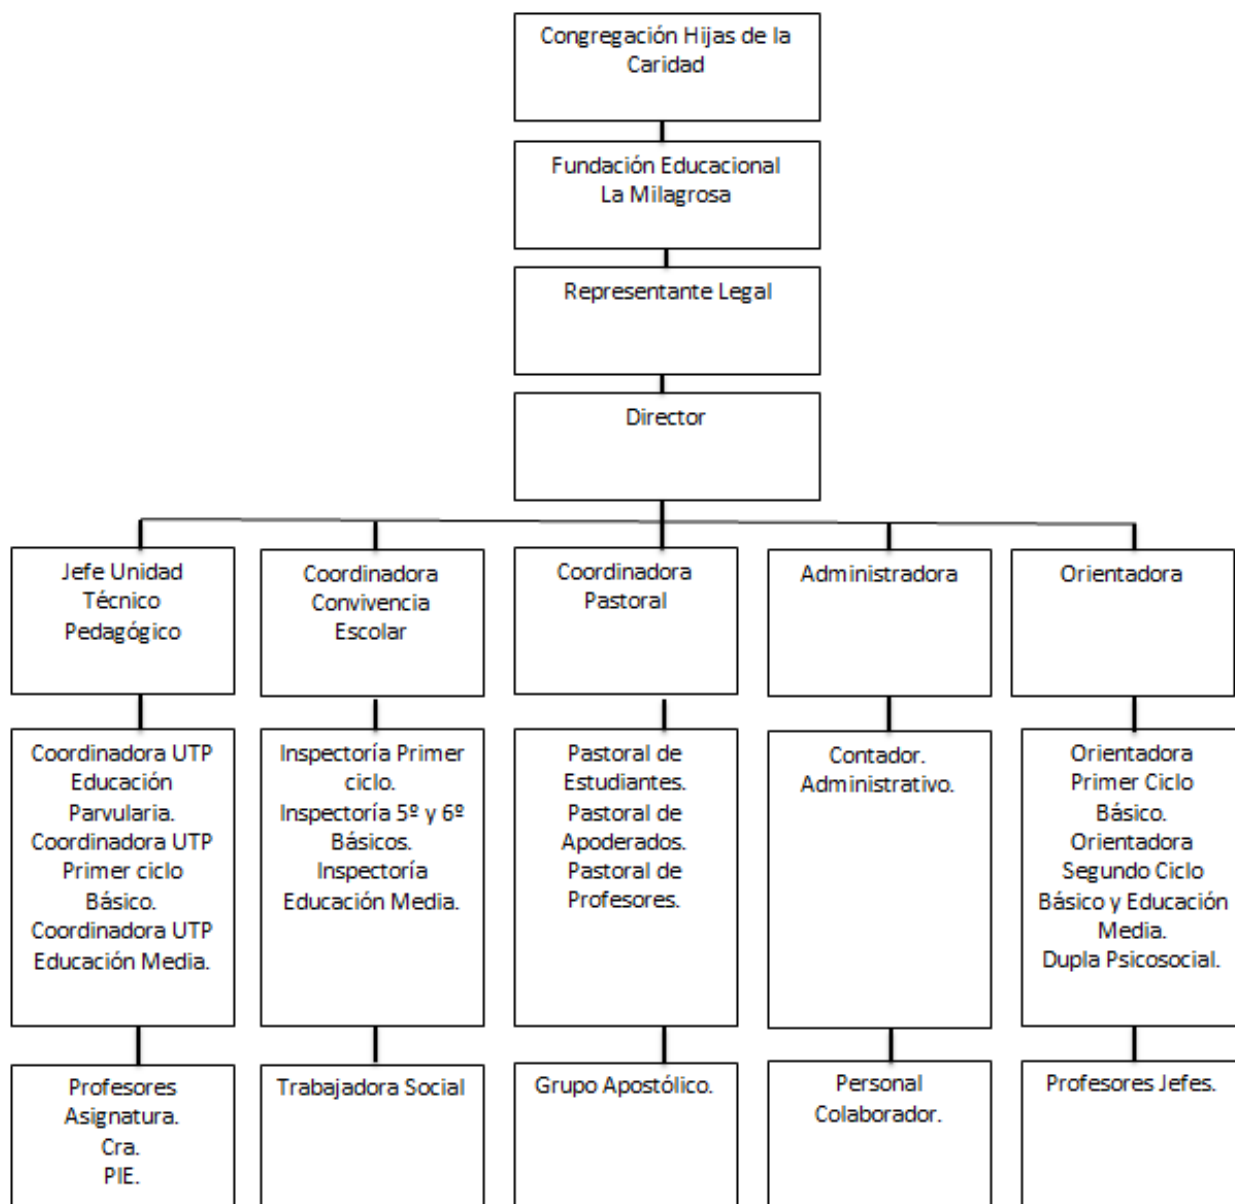 Congregación Hijas de la
Caridad
Fundación Educacional
La Milagrosa
Representante Legal
Director
Jefe Unidad
Técnico
Pedagógico
Coordinadora
Convivencia
Escolar
Coordinadora
Pastoral
Administradora
Orientadora
Coordinadora UTP
Educación
Parvularia.
Coordinadora UTP
Primer ciclo
Básico.
Coordinadora UTP
Educación Media.
Inspectoría Primer
ciclo.
Inspectoría 5º y 6º
Básicos.
Inspectoría
Educación Media.
Pastoral de
Estudiantes.
Pastoral de
Apoderados.
Pastoral de
Profesores.
Contador.
Administrativo.
Orientadora
Primer Ciclo
Básico.
Orientadora
Segundo Ciclo
Básico y Educación
Media.
Dupla Psicosocial.
Profesores
Asignatura.
Cra.
PIE.
Trabajadora Social
Grupo Apostólico.
Personal
Colaborador.
Profesores Jefes.